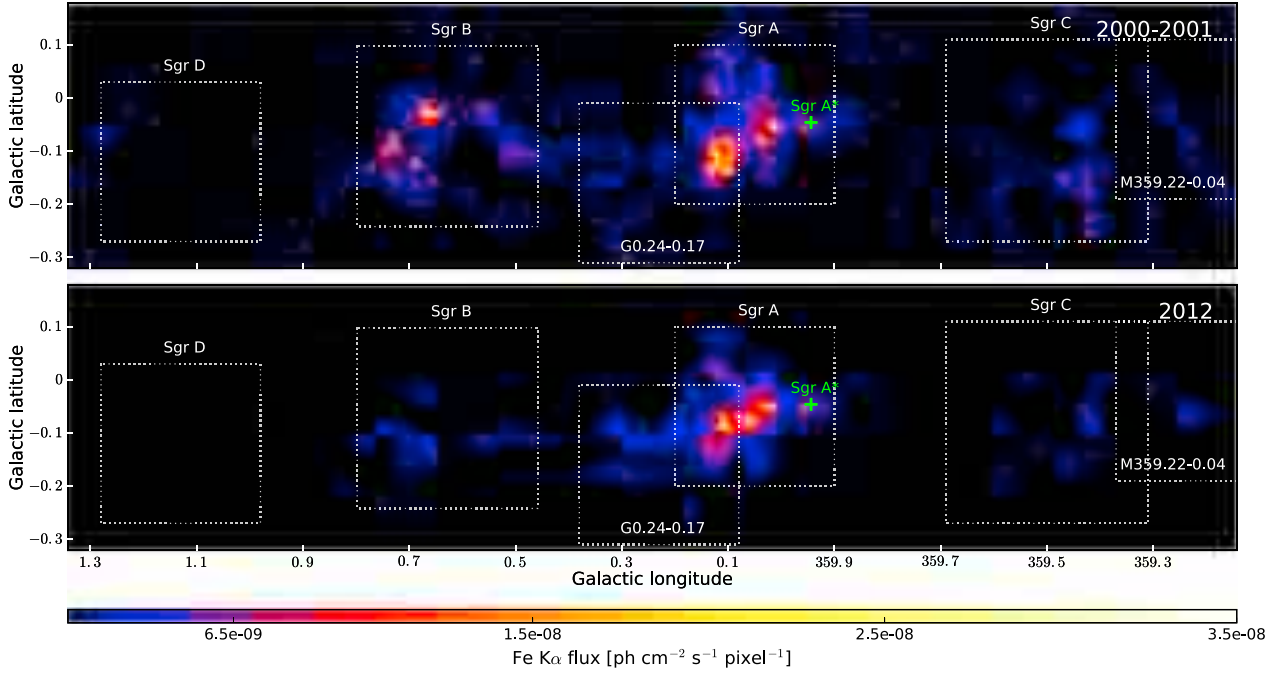 Sgr B
Sgr A
Sgr C
2000-2001
Sgr D
Sgr A*
M359.22-0.04
G0.24-0.17
0.1
0
−0.1
−0.2
−0.3
Galactic latitude
Sgr B
Sgr A
Sgr C
2012
Sgr D
Sgr A*
M359.22-0.04
G0.24-0.17
0.1
0
−0.1
−0.2
−0.3
Galactic latitude
1.3 1.1 0.9 0.7 0.5 0.3 0.1 359.9 359.7 359.5 359.3
Galactic longitude
6.5e-09 1.5e-08 2.5e-08 3.5e-08
Fe Kα flux [ph cm⁻² s⁻¹ pixel⁻¹]